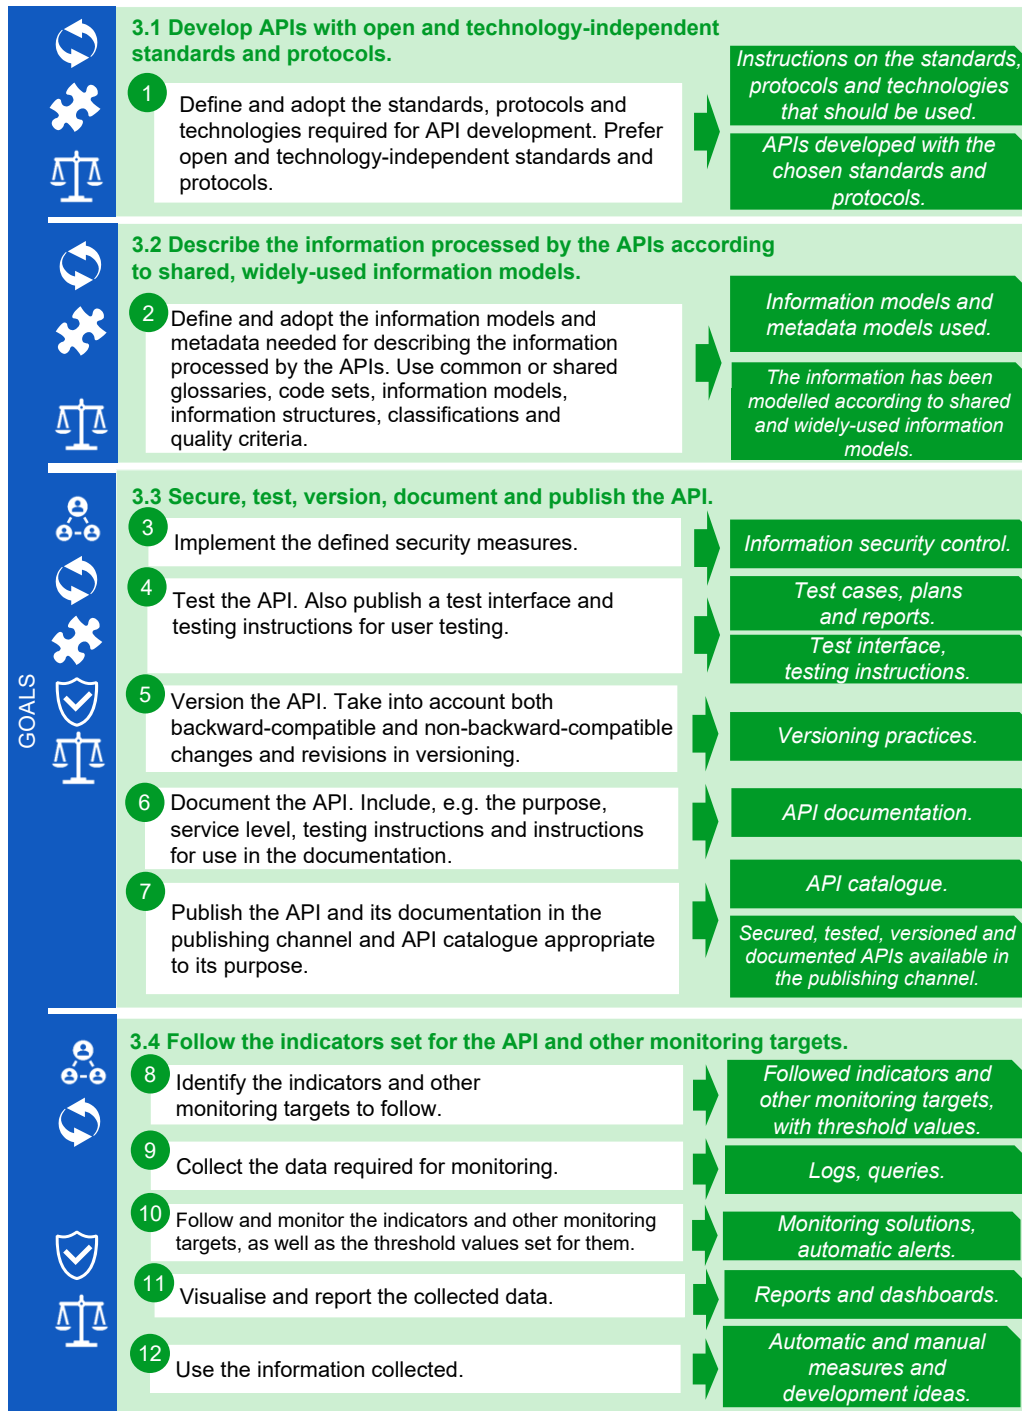 GOALS
3.1 Develop APIs with open and technology-independent
standards and protocols.
1
Define and adopt the standards, protocols and
technologies required for API development. Prefer
open and technology-independent standards and
protocols.
Instructions on the standards,
protocols and technologies
that should be used.
APIs developed with the
chosen standards and
protocols.
3.2 Describe the information processed by the APIs according
to shared, widely-used information models.
2
Define and adopt the information models and
metadata needed for describing the information
processed by the APIs. Use common or shared
glossaries, code sets, information models,
information structures, classifications and
quality criteria.
Information models and
metadata models used.
The information has been
modelled according to shared
and widely-used information
models.
3.3 Secure, test, version, document and publish the API.
3
Implement the defined security measures.
Information security control.
4
Test the API. Also publish a test interface and
testing instructions for user testing.
Test cases, plans
and reports.
Test interface,
testing instructions.
5
Version the API. Take into account both
backward-compatible and non-backward-compatible
changes and revisions in versioning.
Versioning practices.
6
Document the API. Include, e.g. the purpose,
service level, testing instructions and instructions
for use in the documentation.
API documentation.
7
Publish the API and its documentation in the
publishing channel and API catalogue appropriate
to its purpose.
API catalogue.
Secured, tested, versioned and
documented APIs available in
the publishing channel.
3.4 Follow the indicators set for the API and other monitoring targets.
8
Identify the indicators and other
monitoring targets to follow.
Followed indicators and
other monitoring targets,
with threshold values.
9
Collect the data required for monitoring.
Logs, queries.
10
Follow and monitor the indicators and other monitoring
targets, as well as the threshold values set for them.
Monitoring solutions,
automatic alerts.
11
Visualise and report the collected data.
Reports and dashboards.
12
Use the information collected.
Automatic and manual
measures and
development ideas.